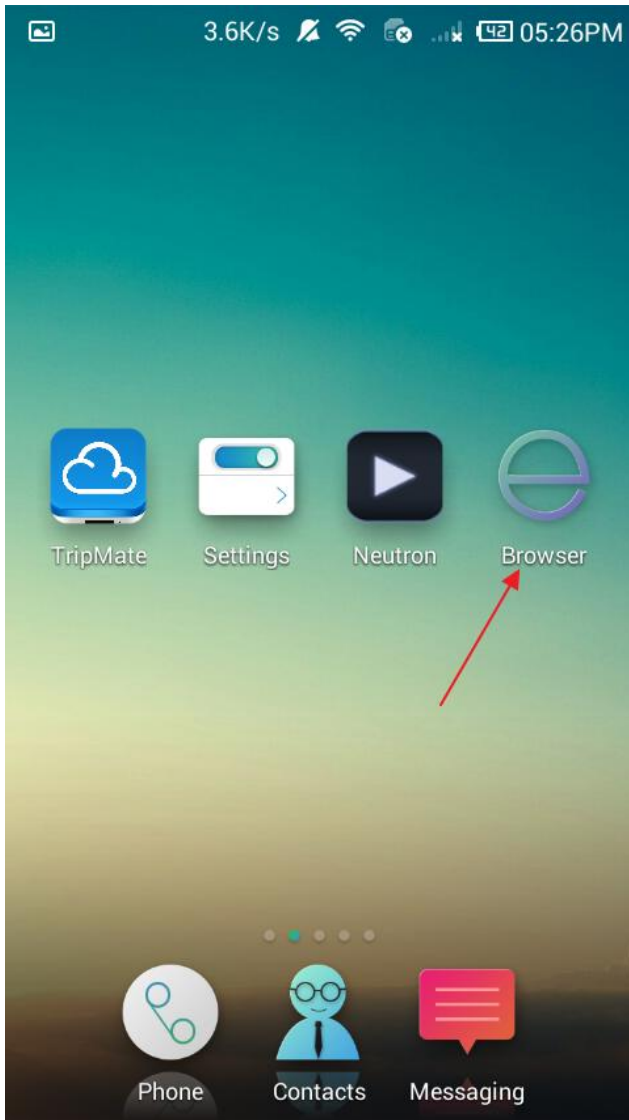 3.6K/s 42 05:26PM
TripMate Settings Neutron Browser
Phone Contacts Messaging